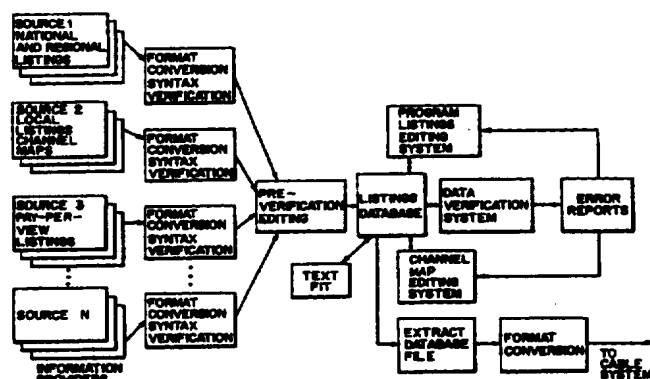 SOURCE 1
NATIONAL
AND REGIONAL
LISTINGS
FORMAT
CONVERSION
SYNTAX
VERIFICATION
SOURCE 2
LOCAL
LISTINGS
CHANNEL
MAPS
FORMAT
CONVERSION
SYNTAX
VERIFICATION
SOURCE 3
PAY-PER-
VIEW
LISTINGS
FORMAT
CONVERSION
SYNTAX
VERIFICATION
SOURCE N
INFORMATION
PROVIDERS
FORMAT
CONVERSION
SYNTAX
VERIFICATION
PRE-
VERIFICATION
EDITING
LISTINGS
DATABASE
PROGRAM
LISTINGS
EDITING
SYSTEM
DATA
VERIFICATION
SYSTEM
ERROR
REPORTS
TEXT
FIT
CHANNEL
MAP
EDITING
SYSTEM
EXTRACT
DATABASE
FILE
FORMAT
CONVERSION
TO
CABLE
SYSTEM